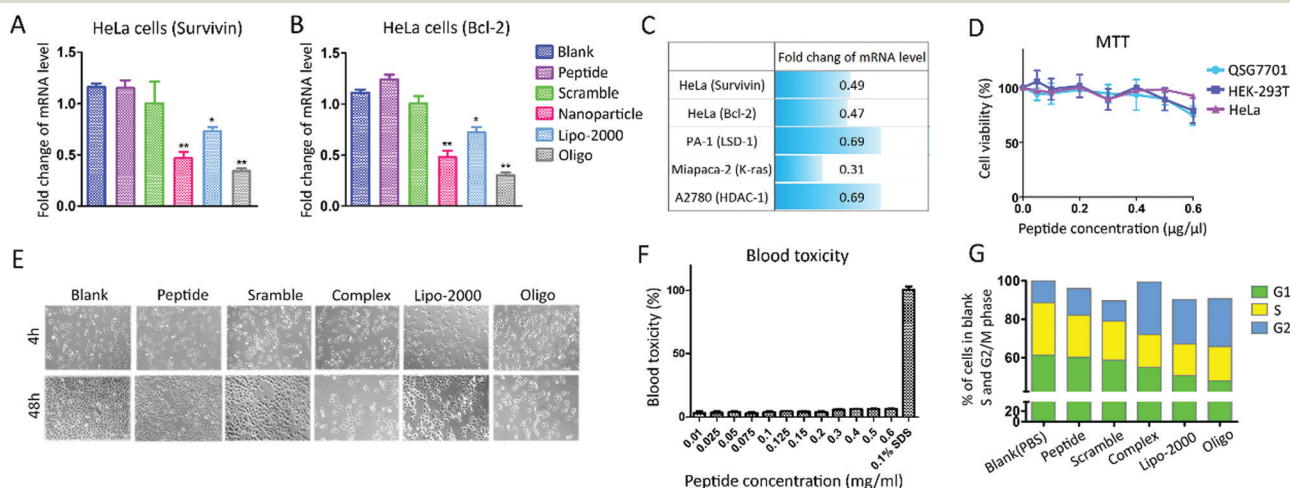 A
HeLa cells (Survivin)
Fold change of mRNA level
1.5
1.0
0.5
0.0
**
*
**
B
HeLa cells (Bcl-2)
Fold change of mRNA level
1.5
1.0
0.5
0.0
**
*
**
Blank
Peptide
Scramble
Nanoparticle
Lipo-2000
Oligo
C
Fold chang of mRNA level
HeLa (Survivin) 0.49
HeLa (Bcl-2) 0.47
PA-1 (LSD-1) 0.69
Miapaca-2 (K-ras) 0.31
A2780 (HDAC-1) 0.69
D
MTT
Cell viability (%)
100
50
0
0.0 0.2 0.4 0.6
Peptide concentration (μg/μl)
QSG7701
HEK-293T
HeLa
E
Blank Peptide Sramble Complex Lipo-2000 Oligo
4h
48h
F
Blood toxicity
Blood toxicity (%)
100
50
0
0.01 0.025 0.05 0.075 0.1 0.125 0.15 0.2 0.3 0.4 0.5 0.6 0.1% SDS
Peptide concentration (mg/ml)
G
% of cells in blank
S and G2/M phase
100
80
60
20
0
Blank(PBS) Peptide Scramble Complex Lipo-2000 Oligo
G1
S
G2